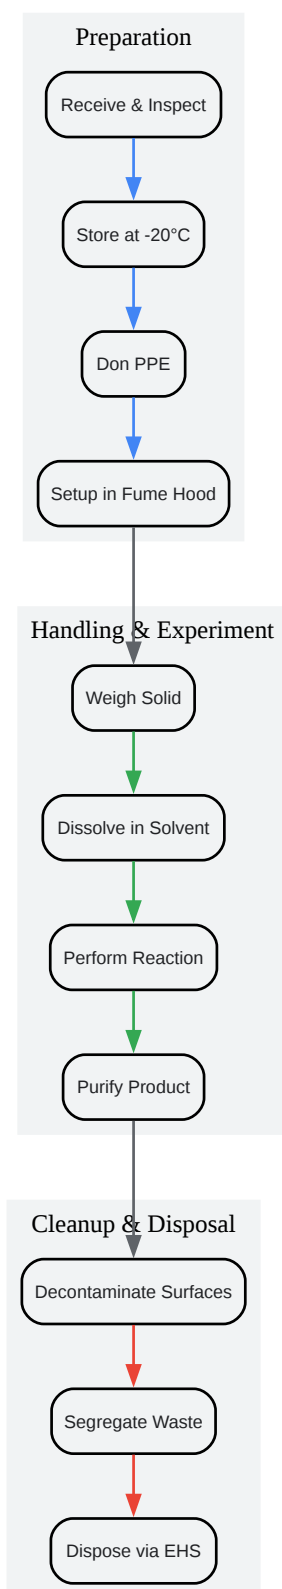 Preparation
Receive & Inspect
Store at -20°C
Don PPE
Setup in Fume Hood
Handling & Experiment
Weigh Solid
Dissolve in Solvent
Perform Reaction
Purify Product
Cleanup & Disposal
Decontaminate Surfaces
Segregate Waste
Dispose via EHS